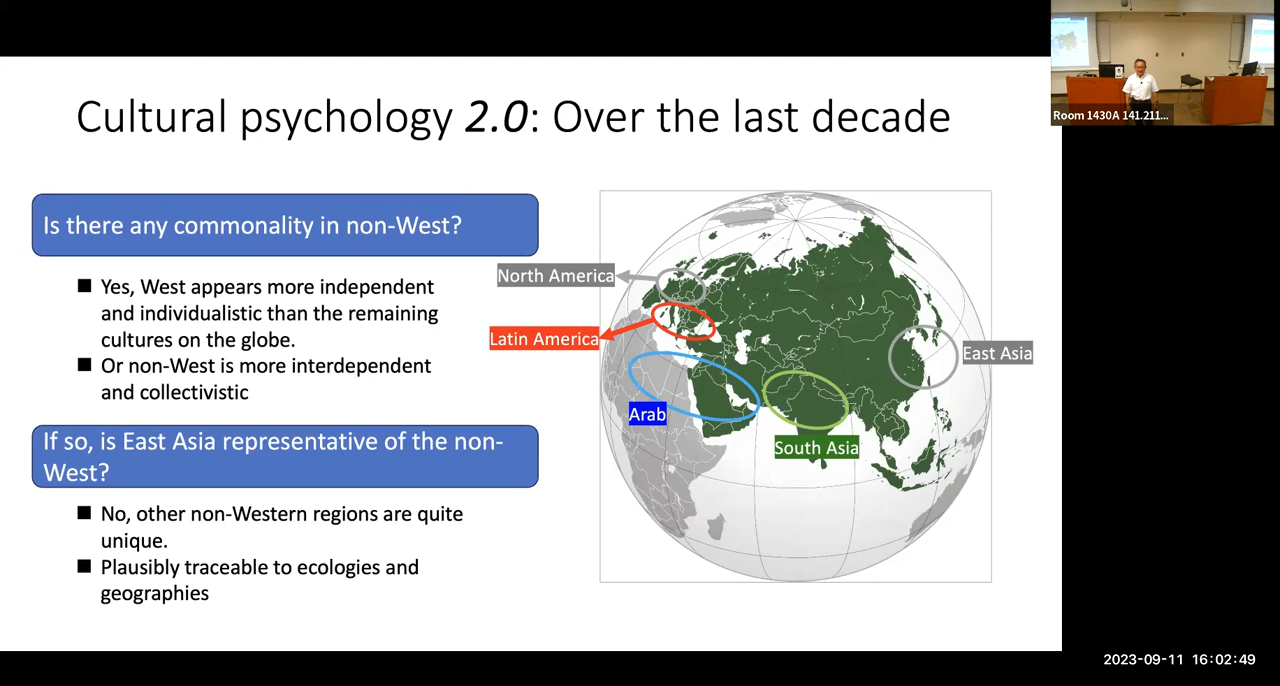 Room 1430A 141.211...
Cultural psychology 2.0: Over the last decade
Is there any commonality in non-West?
■ Yes, West appears more independent
and individualistic than the remaining
cultures on the globe.
■ Or non-West is more interdependent
and collectivistic
If so, is East Asia representative of the non-
West?
■ No, other non-Western regions are quite
unique.
■ Plausibly traceable to ecologies and
geographies
North America
Latin America
East Asia
Arab
South Asia
2023-09-11 16:02:49